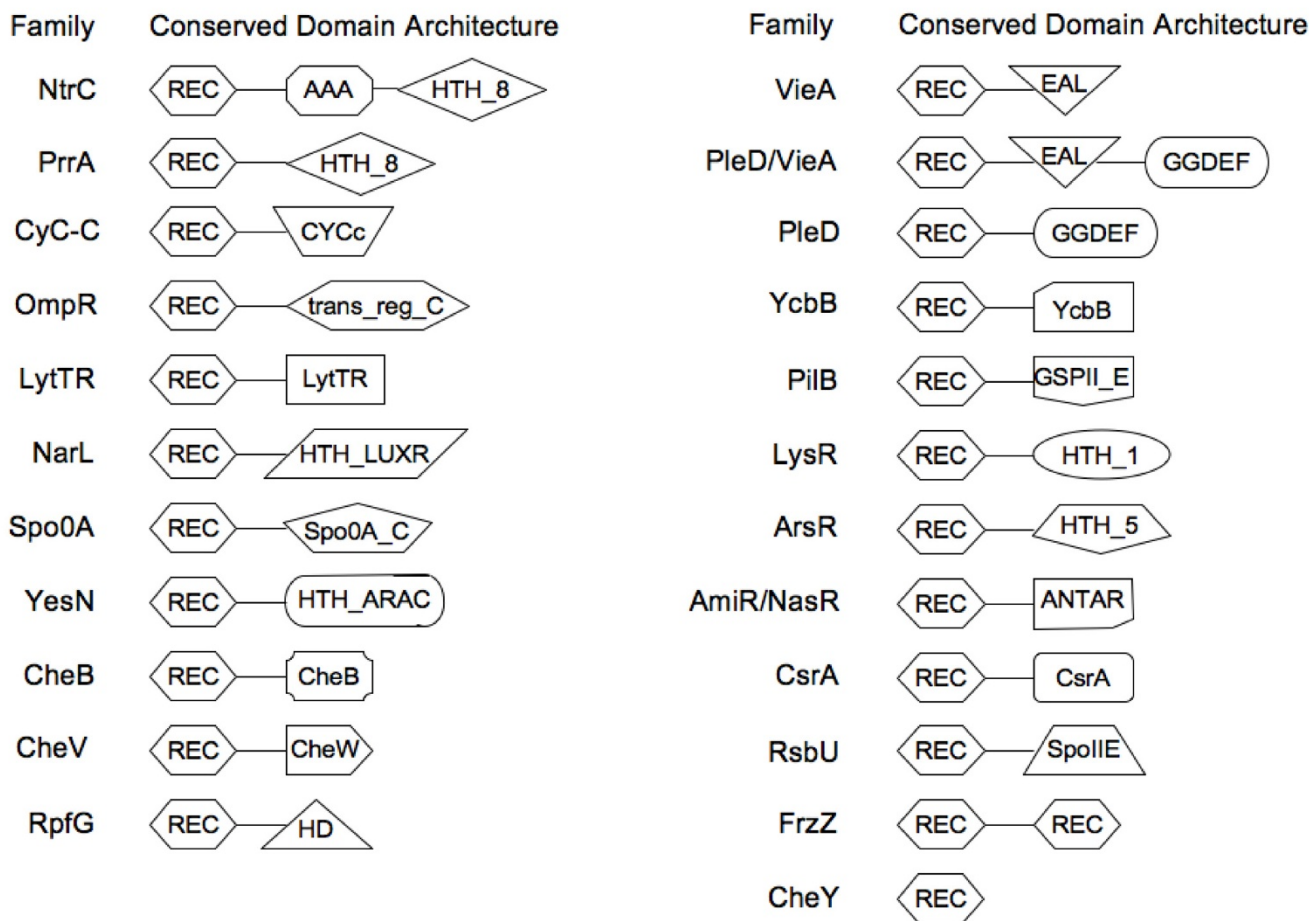 Family Conserved Domain Architecture
NtrC REC AAA HTH_8
PrrA REC HTH_8
CyC-C REC CYCc
OmpR REC trans_reg_C
LytTR REC LytTR
NarL REC HTH_LUXR
Spo0A REC Spo0A_C
YesN REC HTH_ARAC
CheB REC CheB
CheV REC CheW
RpfG REC HD
Family Conserved Domain Architecture
VieA REC EAL
PleD/VieA REC EAL GGDEF
PleD REC GGDEF
YcbB REC YcbB
PilB REC GSPII_E
LysR REC HTH_1
ArsR REC HTH_5
AmiR/NasR REC ANTAR
CsrA REC CsrA
RsbU REC SpoIIE
FrzZ REC REC
CheY REC